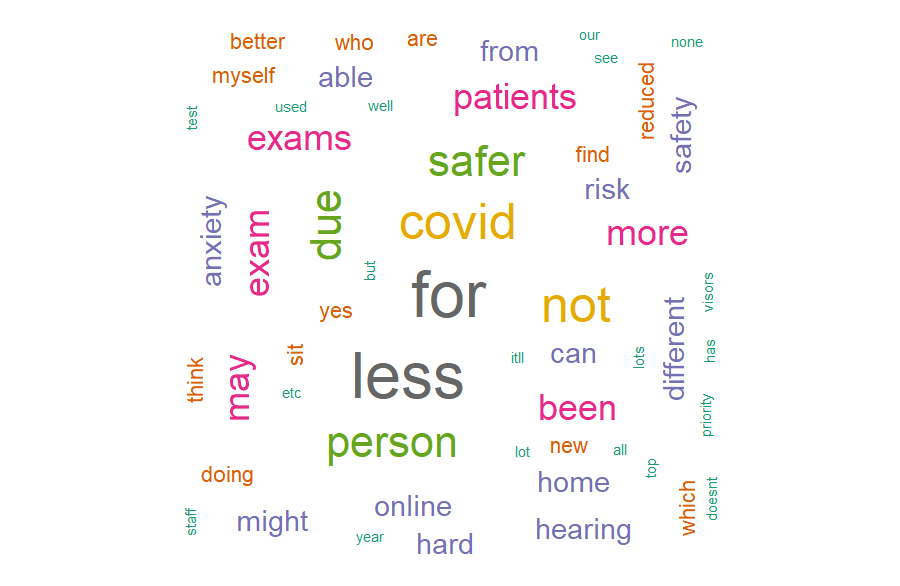 our
better
who
are
from
see
none
myself
able
reduced
patients
safety
test
used
well
exams
safer
find
risk
anxiety
exam
due
covid
more
but
for
not
visors
yes
different
think
may
sit
less
itll
can
lots
has
etc
been
priority
person
lot
new
all
top
doing
home
which
doesnt
staff
might
online
hearing
year
hard